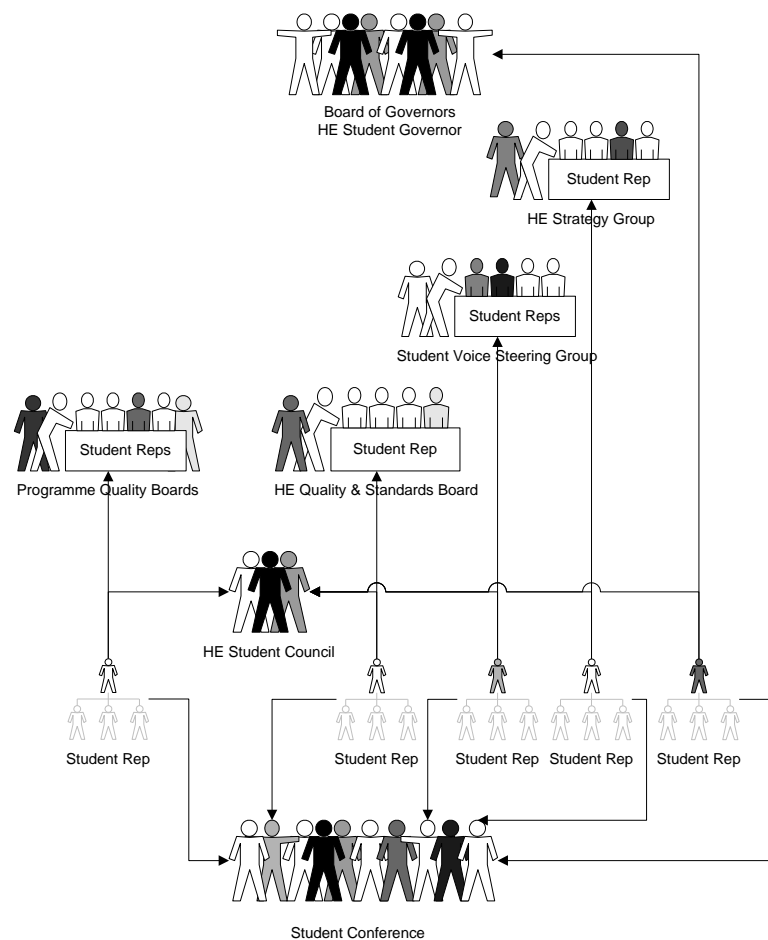 Board of Governors
HE Student Governor
Student Rep
HE Strategy Group
Student Reps
Student Voice Steering Group
Student Reps
Programme Quality Boards
Student Rep
HE Quality & Standards Board
HE Student Council
Student Rep
Student Rep
Student Rep
Student Rep
Student Rep
Student Conference